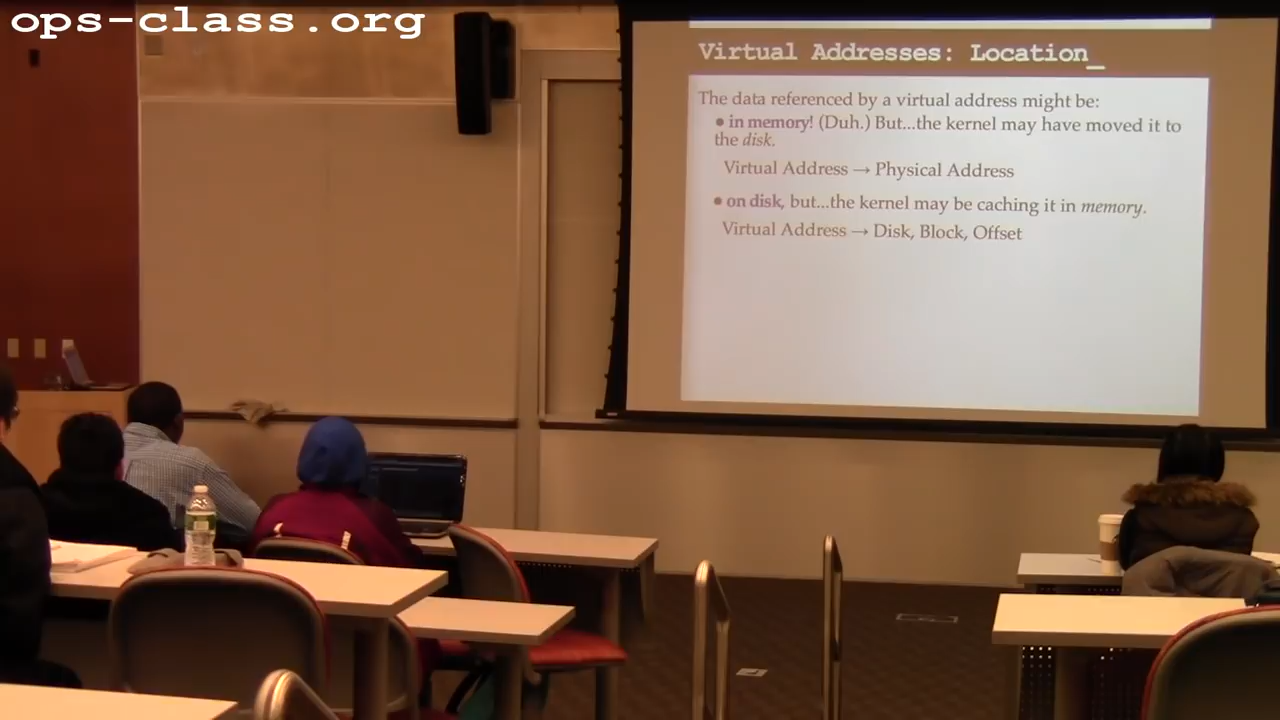 ops-class.org
Virtual Addresses: Location_
The data referenced by a virtual address might be:
• in memory! (Duh.) But...the kernel may have moved it to
the disk.
Virtual Address → Physical Address
• on disk, but...the kernel may be caching it in memory.
Virtual Address → Disk, Block, Offset